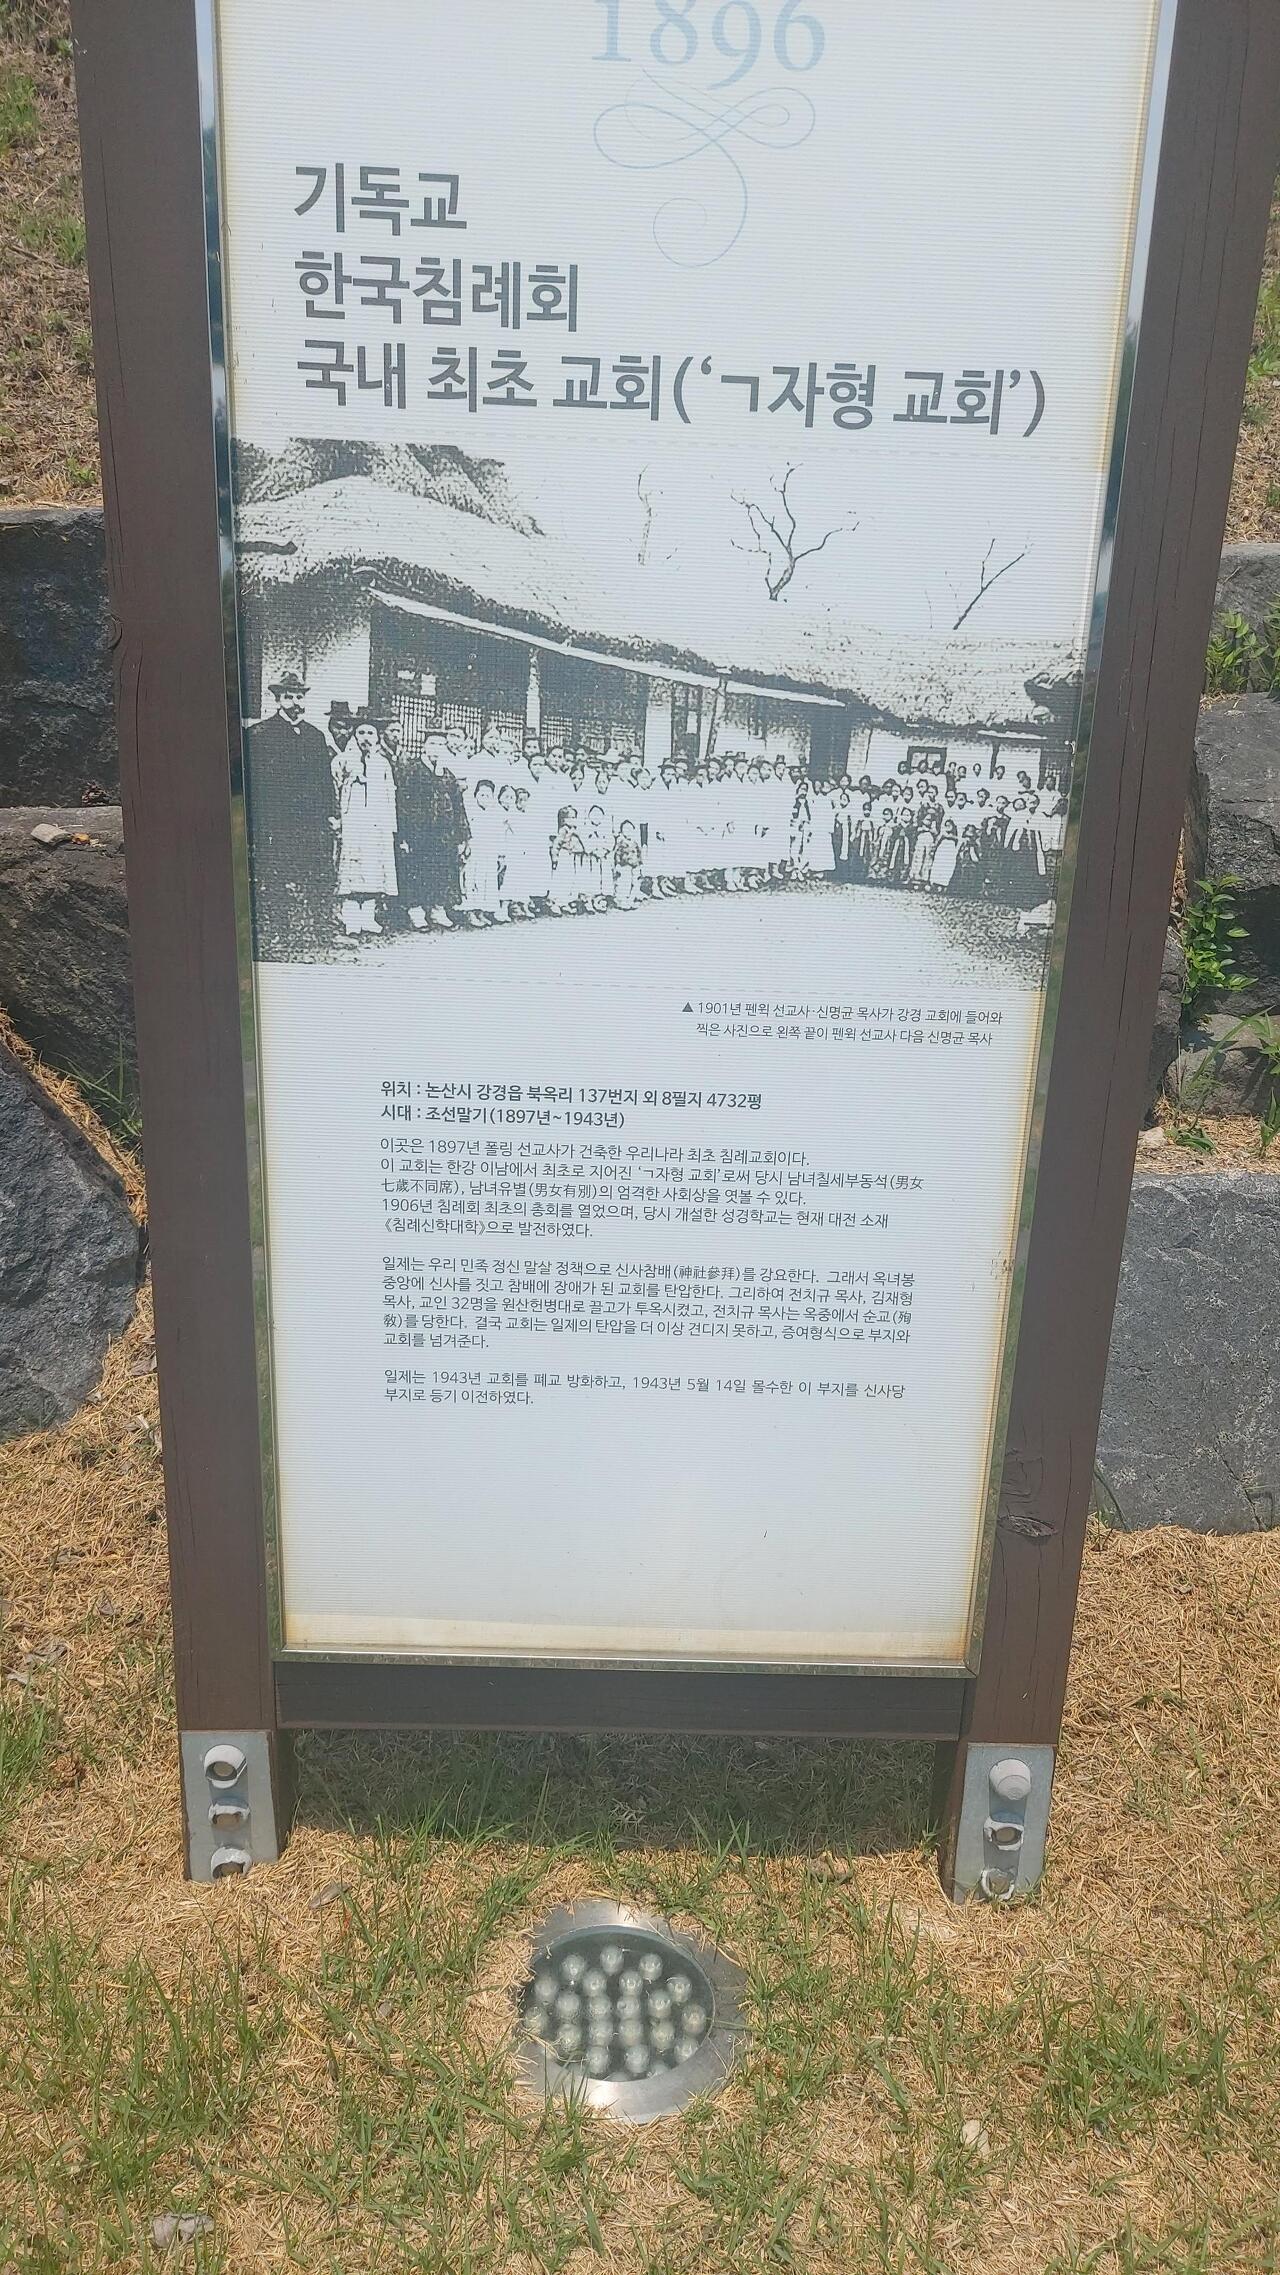 1896
기독교
한국침례회
국내 최초 교회(‘ㄱ자형 교회’)
▲ 1901년 펜윅 선교사·신명균 목사가 강경 교회에 들어와
찍은 사진으로 왼쪽 끝이 펜윅 선교사 다음 신명균 목사
위치 : 논산시 강경읍 북옥리 137번지 외 8필지 4732평
시대 : 조선말기(1897년~1943년)
이곳은 1897년 폴링 선교사가 건축한 우리나라 최초 침례교회이다.
이 교회는 한강 이남에서 최초로 지어진 ‘ㄱ자형 교회’로써 당시 남녀칠세부동석(男女
七歲不同席), 남녀유별(男女有別)의 엄격한 사회상을 엿볼 수 있다.
1906년 침례회 최초의 총회를 열었으며, 당시 개설한 성경학교는 현재 대전 소재
《침례신학대학》으로 발전하였다.
일제는 우리 민족 정신 말살 정책으로 신사참배(神社參拜)를 강요한다. 그래서 옥녀봉
중앙에 신사를 짓고 참배에 장애가 된 교회를 탄압한다. 그리하여 전치규 목사, 김재형
목사, 교인 32명을 원산헌병대로 끌고가 투옥시켰고, 전치규 목사는 옥중에서 순교(殉
敎)를 당한다. 결국 교회는 일제의 탄압을 더 이상 견디지 못하고, 증여형식으로 부지와
교회를 넘겨준다.
일제는 1943년 교회를 폐교 방화하고, 1943년 5월 14일 몰수한 이 부지를 신사당
부지로 등기 이전하였다.